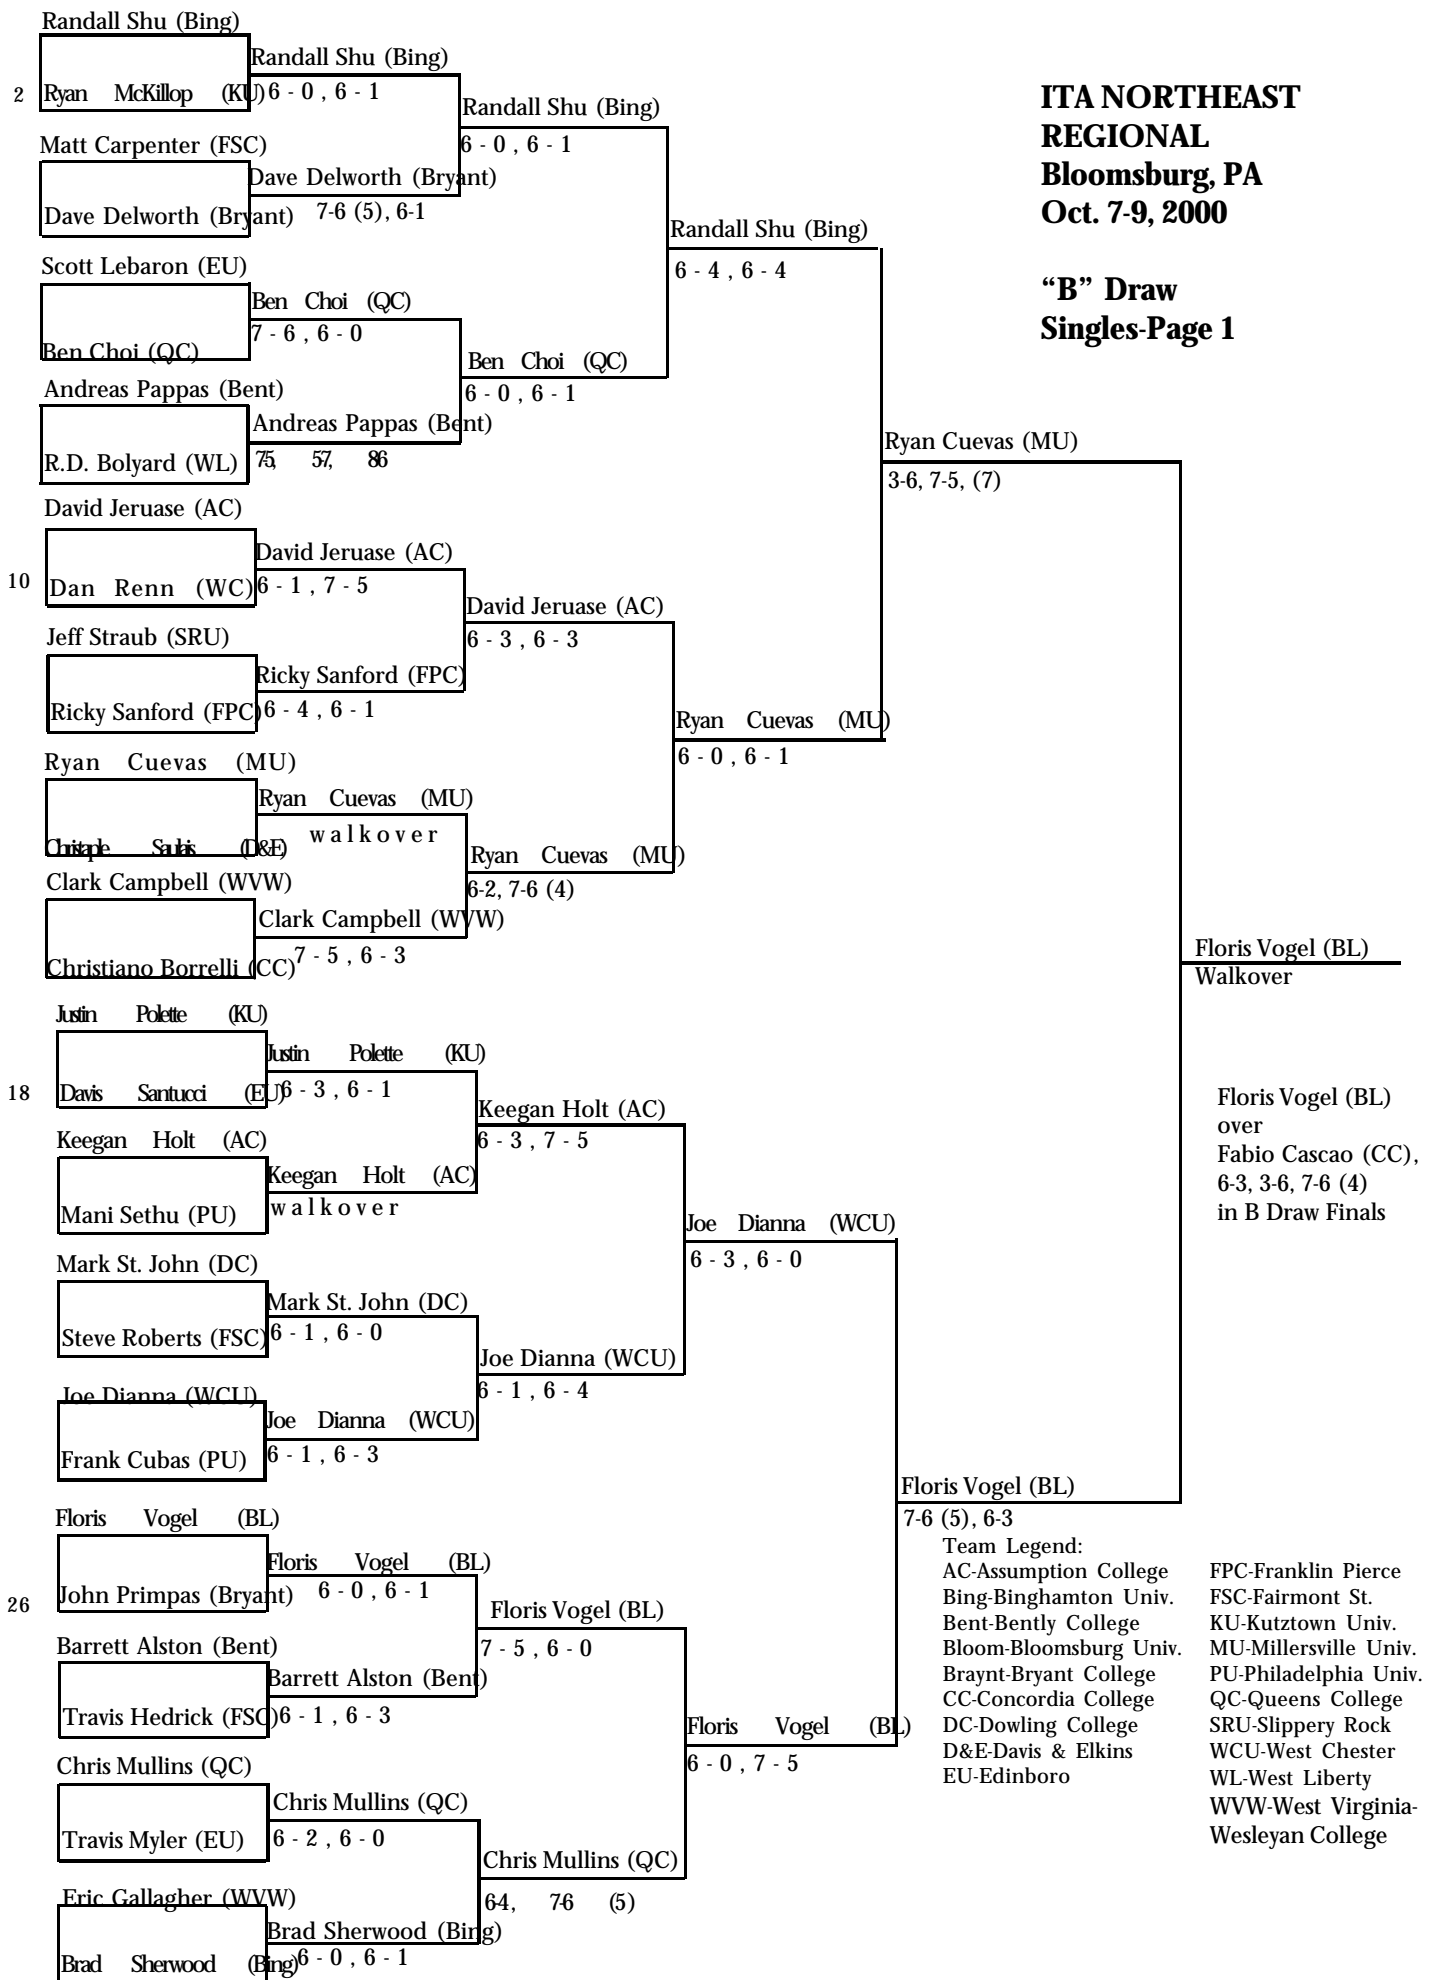 Randall Shu (Bing)
2 Ryan McKillop (KU)
Matt Carpenter (FSC)
Dave Delworth (Bryant)
Scott Lebaron (EU)
Ben Choi (QC)
Andreas Pappas (Bent)
R.D. Bolyard (WL)
David Jeruase (AC)
10 Dan Renn (WC)
Jeff Straub (SRU)
Ricky Sanford (FPC)
Ryan Cuevas (MU)
Christaple Saulais (D&E)
Clark Campbell (WVW)
Christiano Borrelli (CC)
Justin Polette (KU)
18 Davis Santucci (EU)
Keegan Holt (AC)
Mani Sethu (PU)
Mark St. John (DC)
Steve Roberts (FSC)
Joe Dianna (WCU)
Frank Cubas (PU)
Floris Vogel (BL)
26 John Primpas (Bryant)
Barrett Alston (Bent)
Travis Hedrick (FSC)
Chris Mullins (QC)
Travis Myler (EU)
Eric Gallagher (WVW)
Brad Sherwood (Bing)
Randall Shu (Bing)
6-0, 6-1
Dave Delworth (Bryant)
7-6 (5), 6-1
Ben Choi (QC)
7-6, 6-0
Andreas Pappas (Bent)
75, 57, 86
David Jeruase (AC)
6-1, 7-5
Ricky Sanford (FPC)
6-4, 6-1
Ryan Cuevas (MU)
walkover
Clark Campbell (WVW)
7-5, 6-3
Justin Polette (KU)
6-3, 6-1
Keegan Holt (AC)
walkover
Mark St. John (DC)
6-1, 6-0
Joe Dianna (WCU)
6-1, 6-3
Floris Vogel (BL)
6-0, 6-1
Barrett Alston (Bent)
6-1, 6-3
Chris Mullins (QC)
6-2, 6-0
Brad Sherwood (Bing)
6-0, 6-1
Randall Shu (Bing)
6-0, 6-1
Ben Choi (QC)
6-0, 6-1
David Jeruase (AC)
6-3, 6-3
Ryan Cuevas (MU)
6-2, 7-6 (4)
Keegan Holt (AC)
6-3, 7-5
Joe Dianna (WCU)
6-1, 6-4
Floris Vogel (BL)
7-5, 6-0
Chris Mullins (QC)
64, 76 (5)
Randall Shu (Bing)
6-4, 6-4
Ryan Cuevas (MU)
6-0, 6-1
Joe Dianna (WCU)
6-3, 6-0
Floris Vogel (BL)
6-0, 7-5
Ryan Cuevas (MU)
3-6, 7-5, (7)
Floris Vogel (BL)
7-6 (5), 6-3
Floris Vogel (BL)
Walkover
ITA NORTHEAST
REGIONAL
Bloomsburg, PA
Oct. 7-9, 2000
“B” Draw
Singles-Page 1
Floris Vogel (BL)
over
Fabio Cascao (CC),
6-3, 3-6, 7-6 (4)
in B Draw Finals
Team Legend:
AC-Assumption College
Bing-Binghamton Univ.
Bent-Bently College
Bloom-Bloomsburg Univ.
Braynt-Bryant College
CC-Concordia College
DC-Dowling College
D&E-Davis & Elkins
EU-Edinboro
FPC-Franklin Pierce
FSC-Fairmont St.
KU-Kutztown Univ.
MU-Millersville Univ.
PU-Philadelphia Univ.
QC-Queens College
SRU-Slippery Rock
WCU-West Chester
WL-West Liberty
WVW-West Virginia-
Wesleyan College